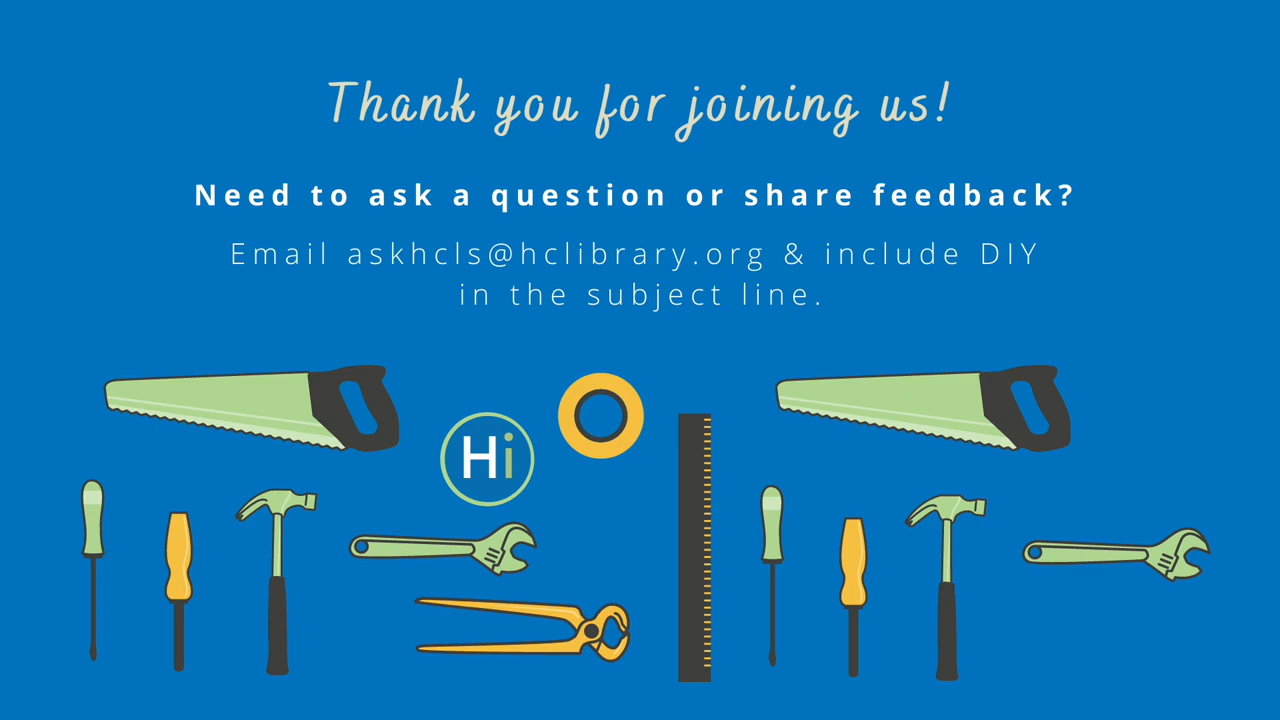 Thank you for joining us!
Need to ask a question or share feedback?
Email askhcls@hclibrary.org & include DIY
in the subject line.
Hi